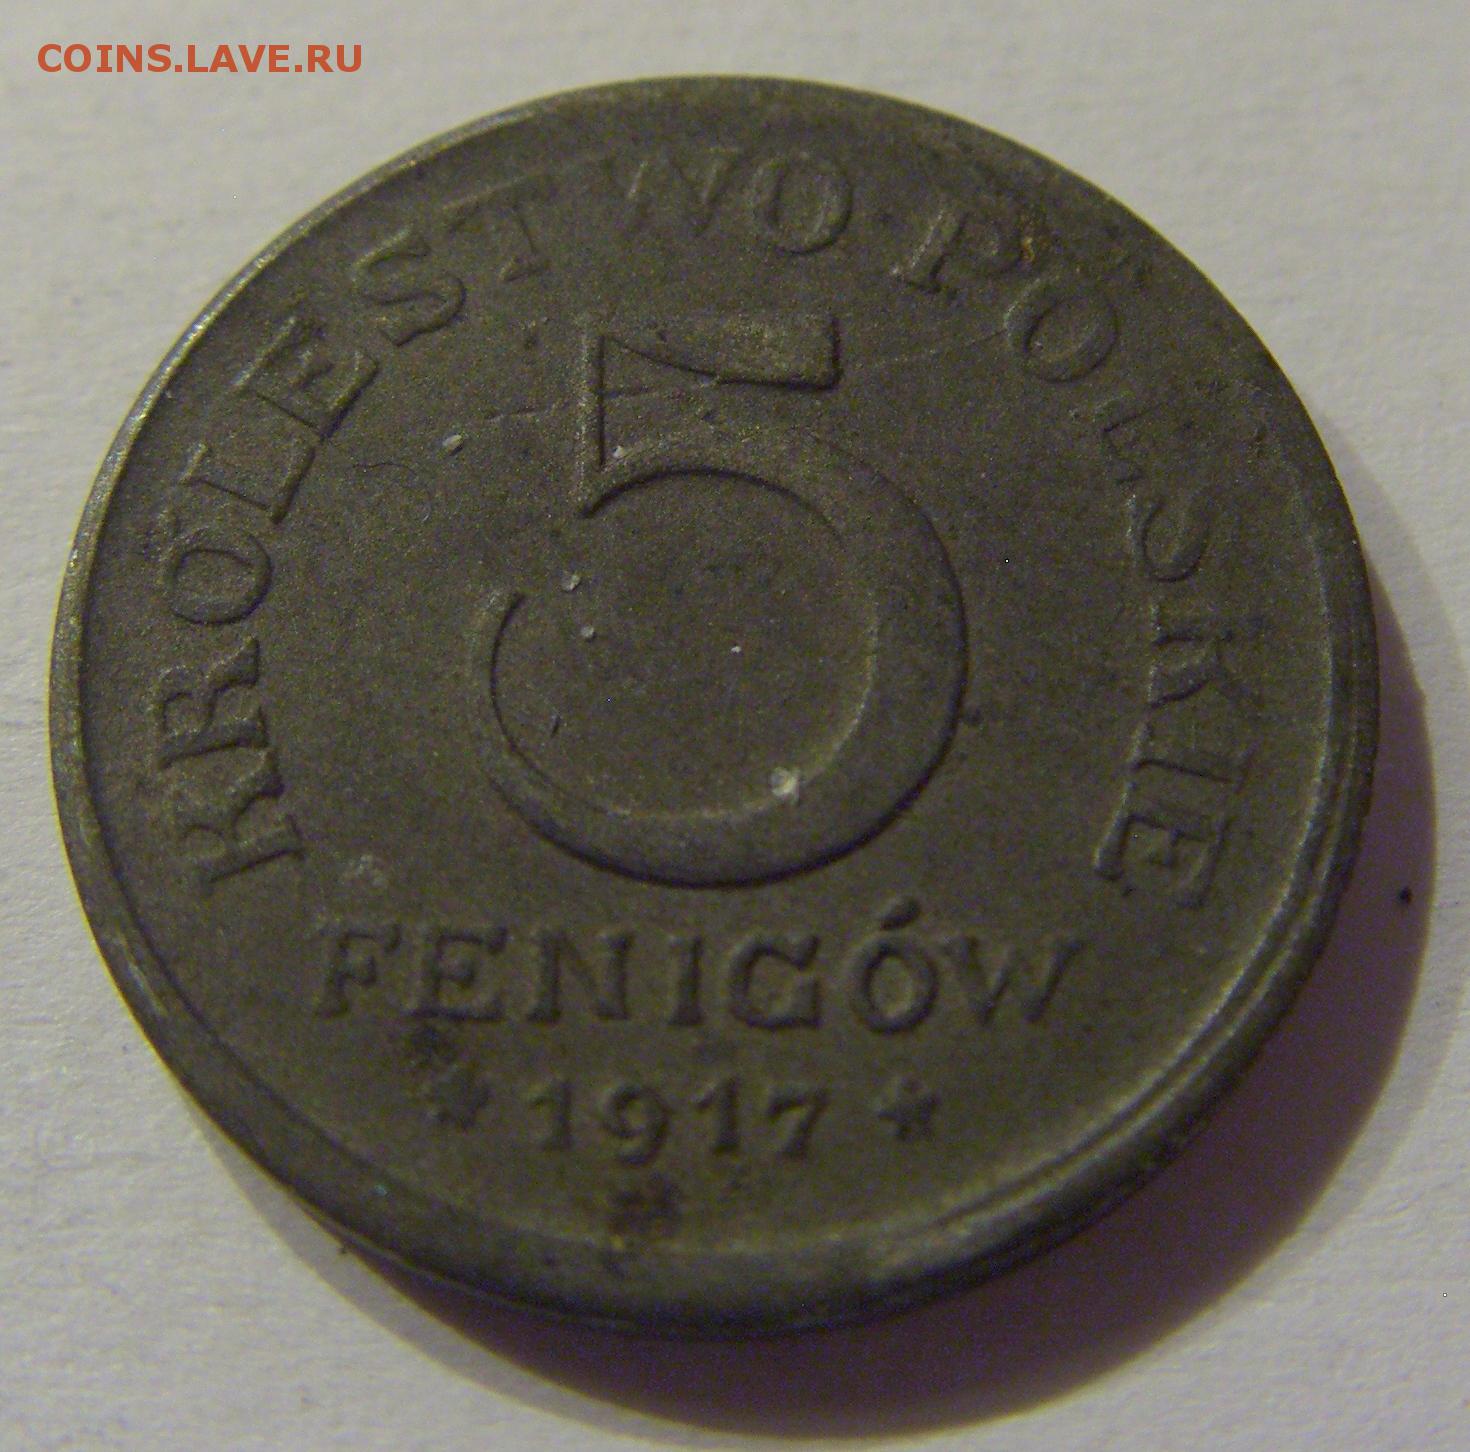 COINS.LAVE.RU
KRÓLESTWO POLSKIE
5
FENIGÓW
* 1917 *